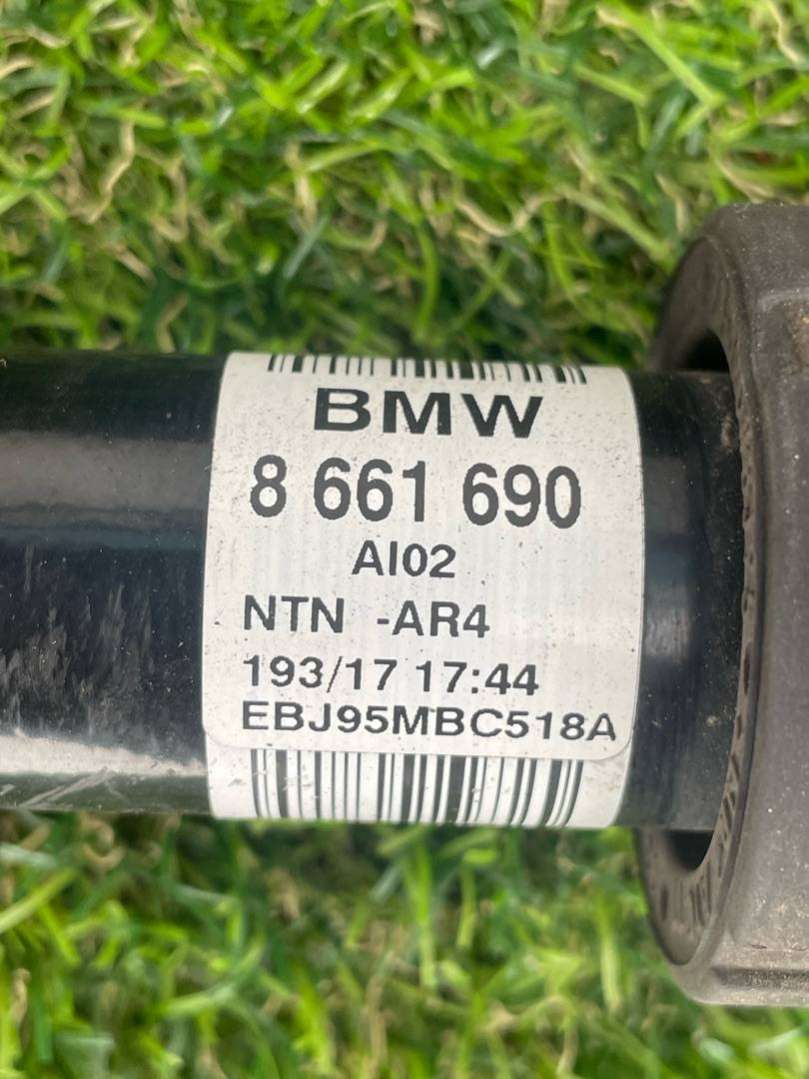 BMW
8 661 690
AI02
NTN -AR4
193/17 17:44
EBJ95MBC518A